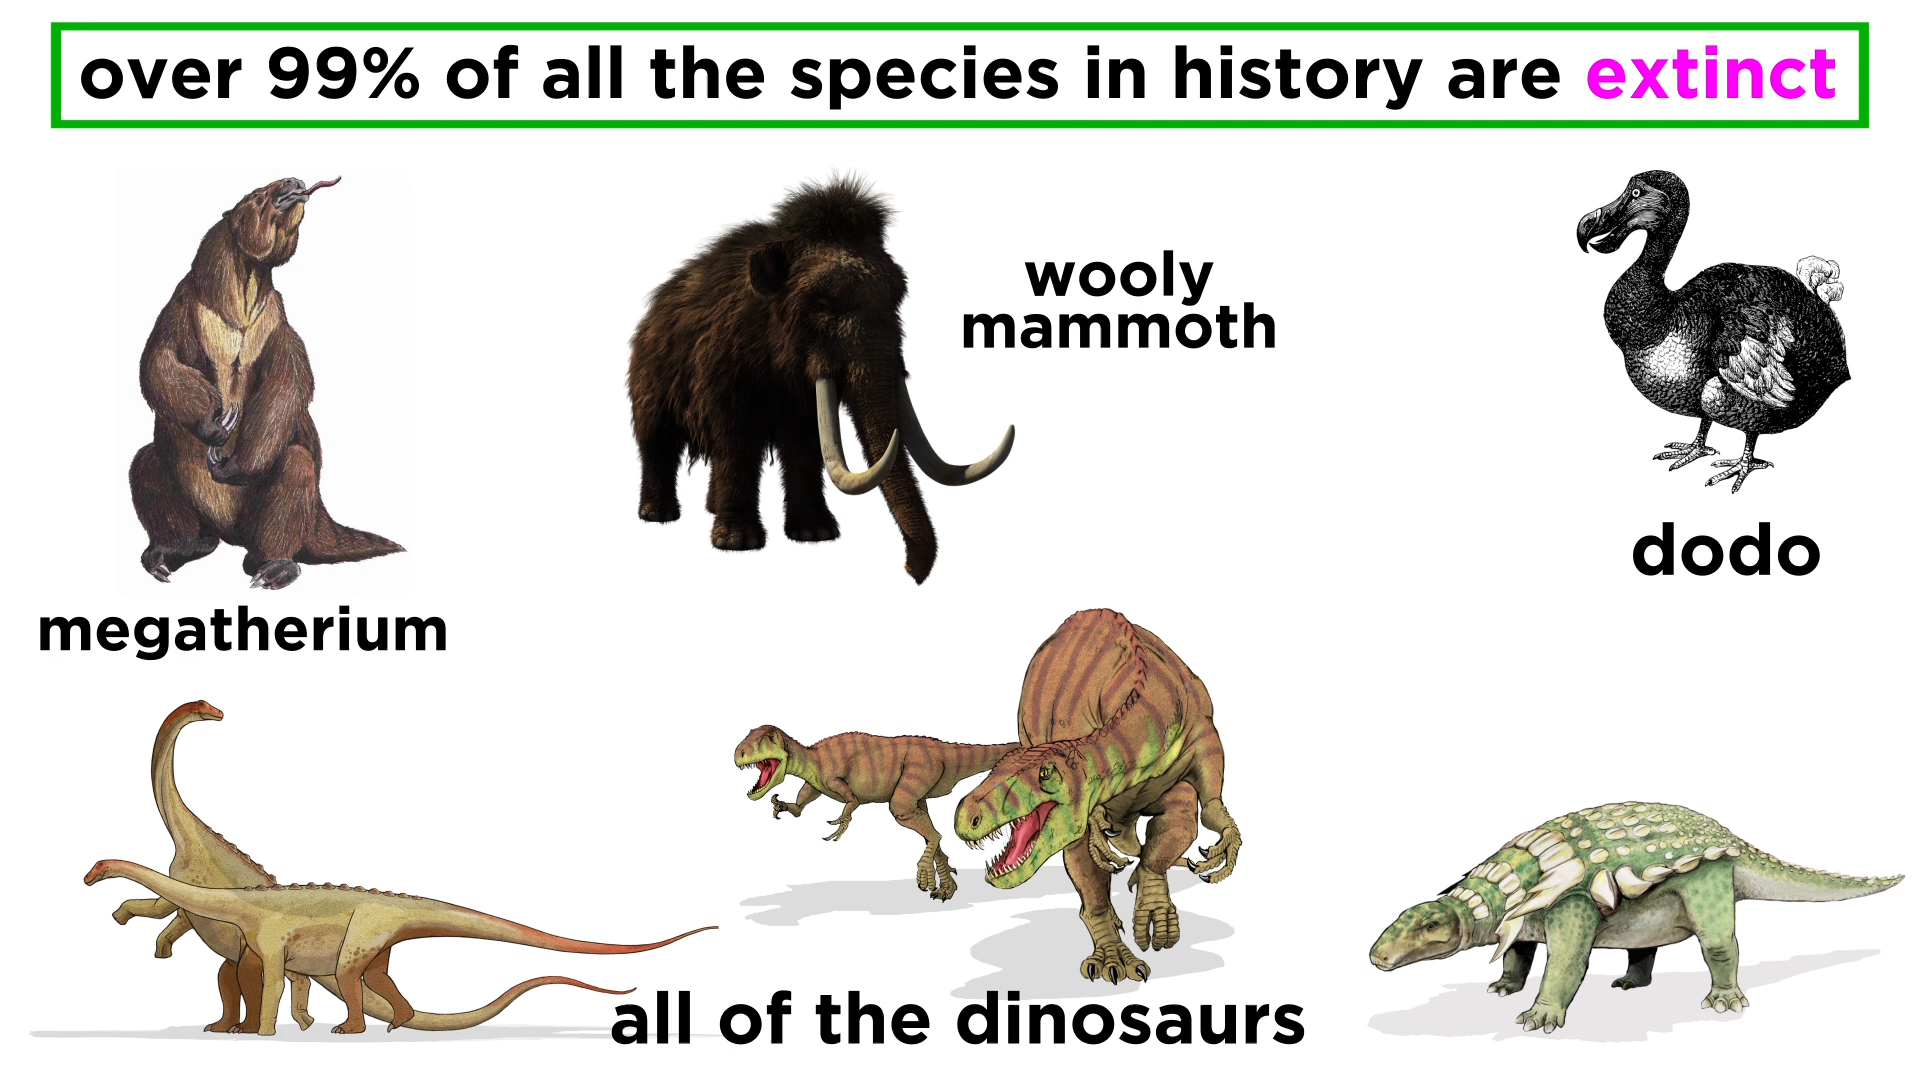 over 99% of all the species in history are extinct
wooly
mammoth
dodo
megatherium
all of the dinosaurs